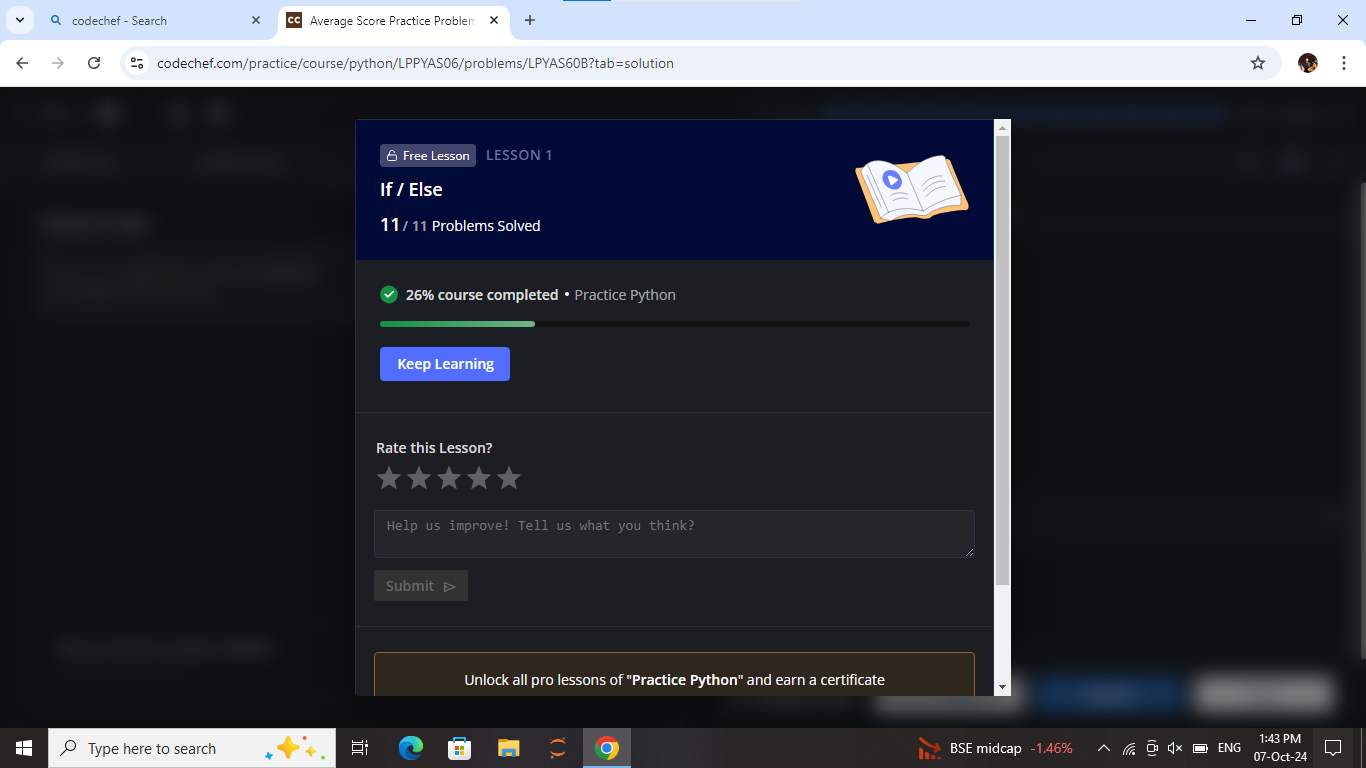 codechef - Search
CC Average Score Practice Problem
codechef.com/practice/course/python/LPPYAS06/problems/LPYAS60B?tab=solution
Free Lesson LESSON 1
If / Else
11 / 11 Problems Solved
26% course completed • Practice Python
Keep Learning
Rate this Lesson?
Help us improve! Tell us what you think?
Submit
Unlock all pro lessons of "Practice Python" and earn a certificate
Type here to search
BSE midcap -1.46%
ENG
1:43 PM
07-Oct-24